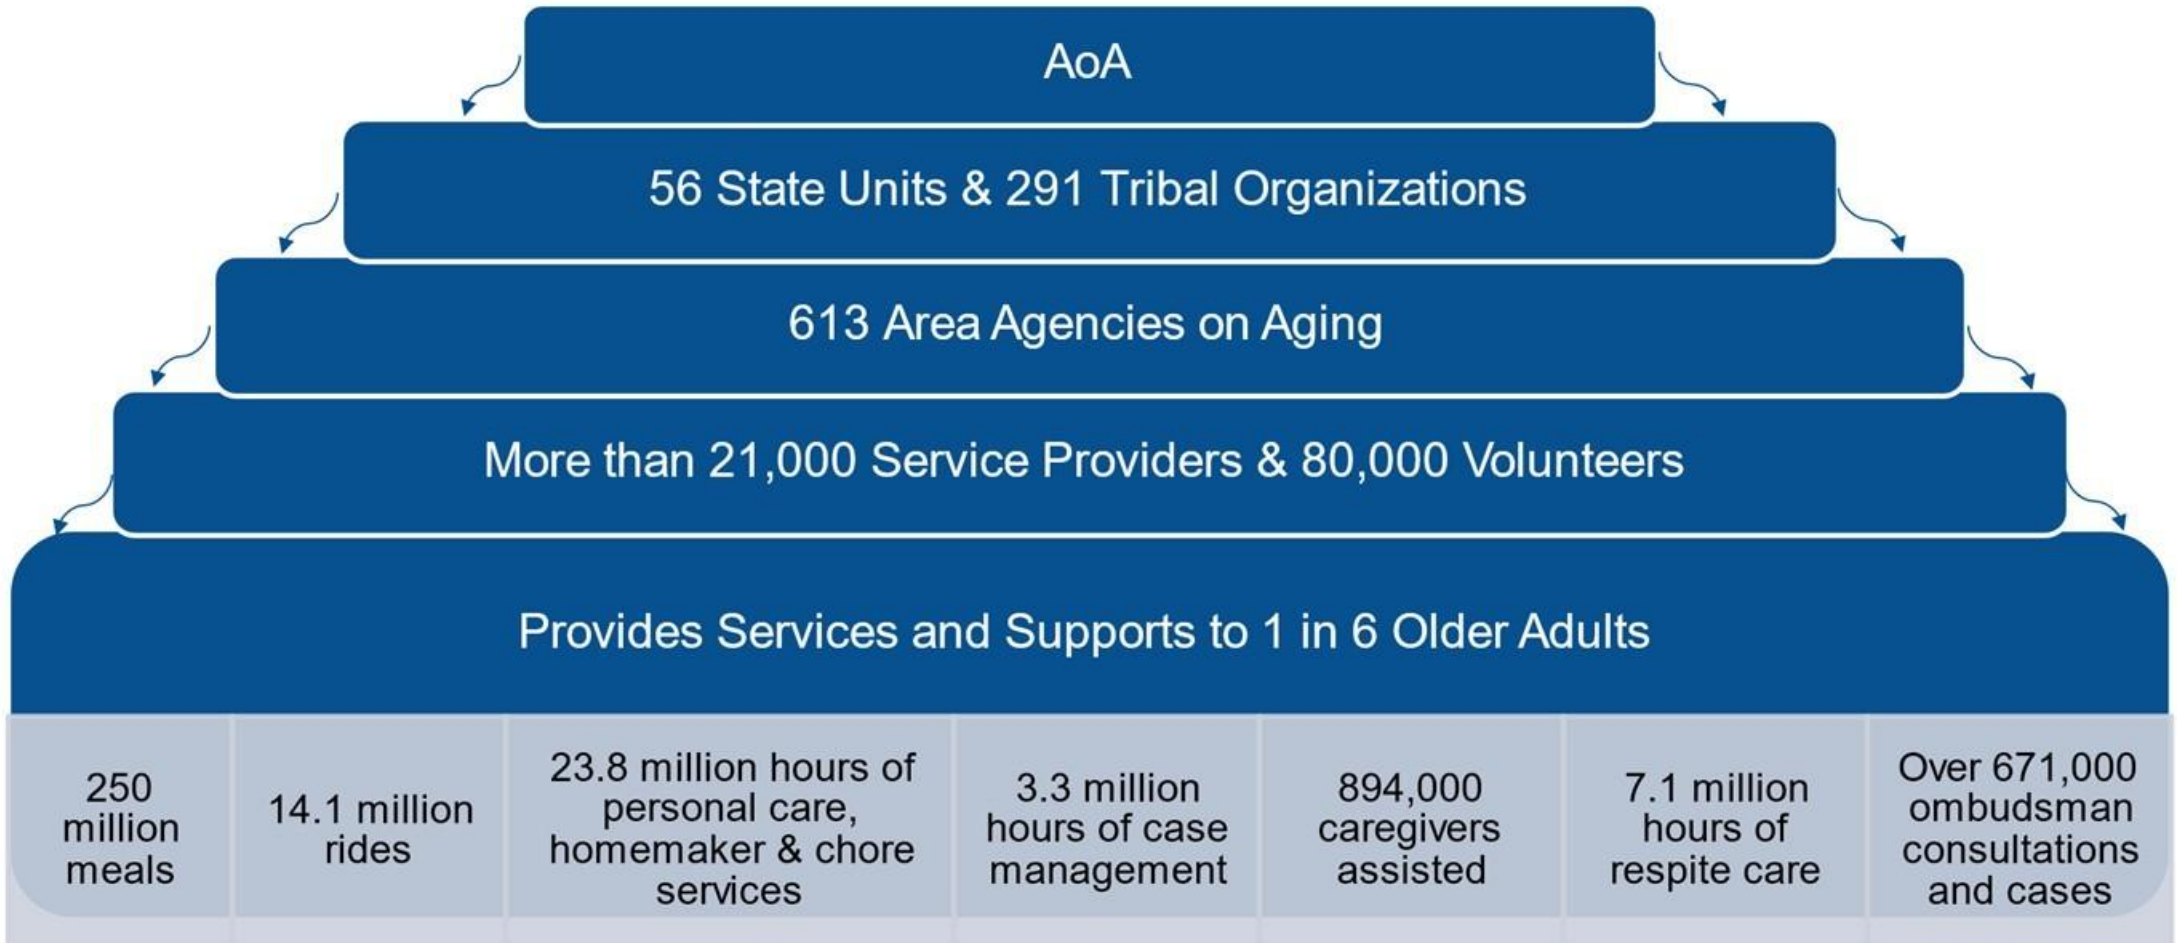 AoA
56 State Units & 291 Tribal Organizations
613 Area Agencies on Aging
More than 21,000 Service Providers & 80,000 Volunteers
Provides Services and Supports to 1 in 6 Older Adults
250
million
meals
14.1 million
rides
23.8 million hours of
personal care,
homemaker & chore
services
3.3 million
hours of case
management
894,000
caregivers
assisted
7.1 million
hours of
respite care
Over 671,000
ombudsman
consultations
and cases